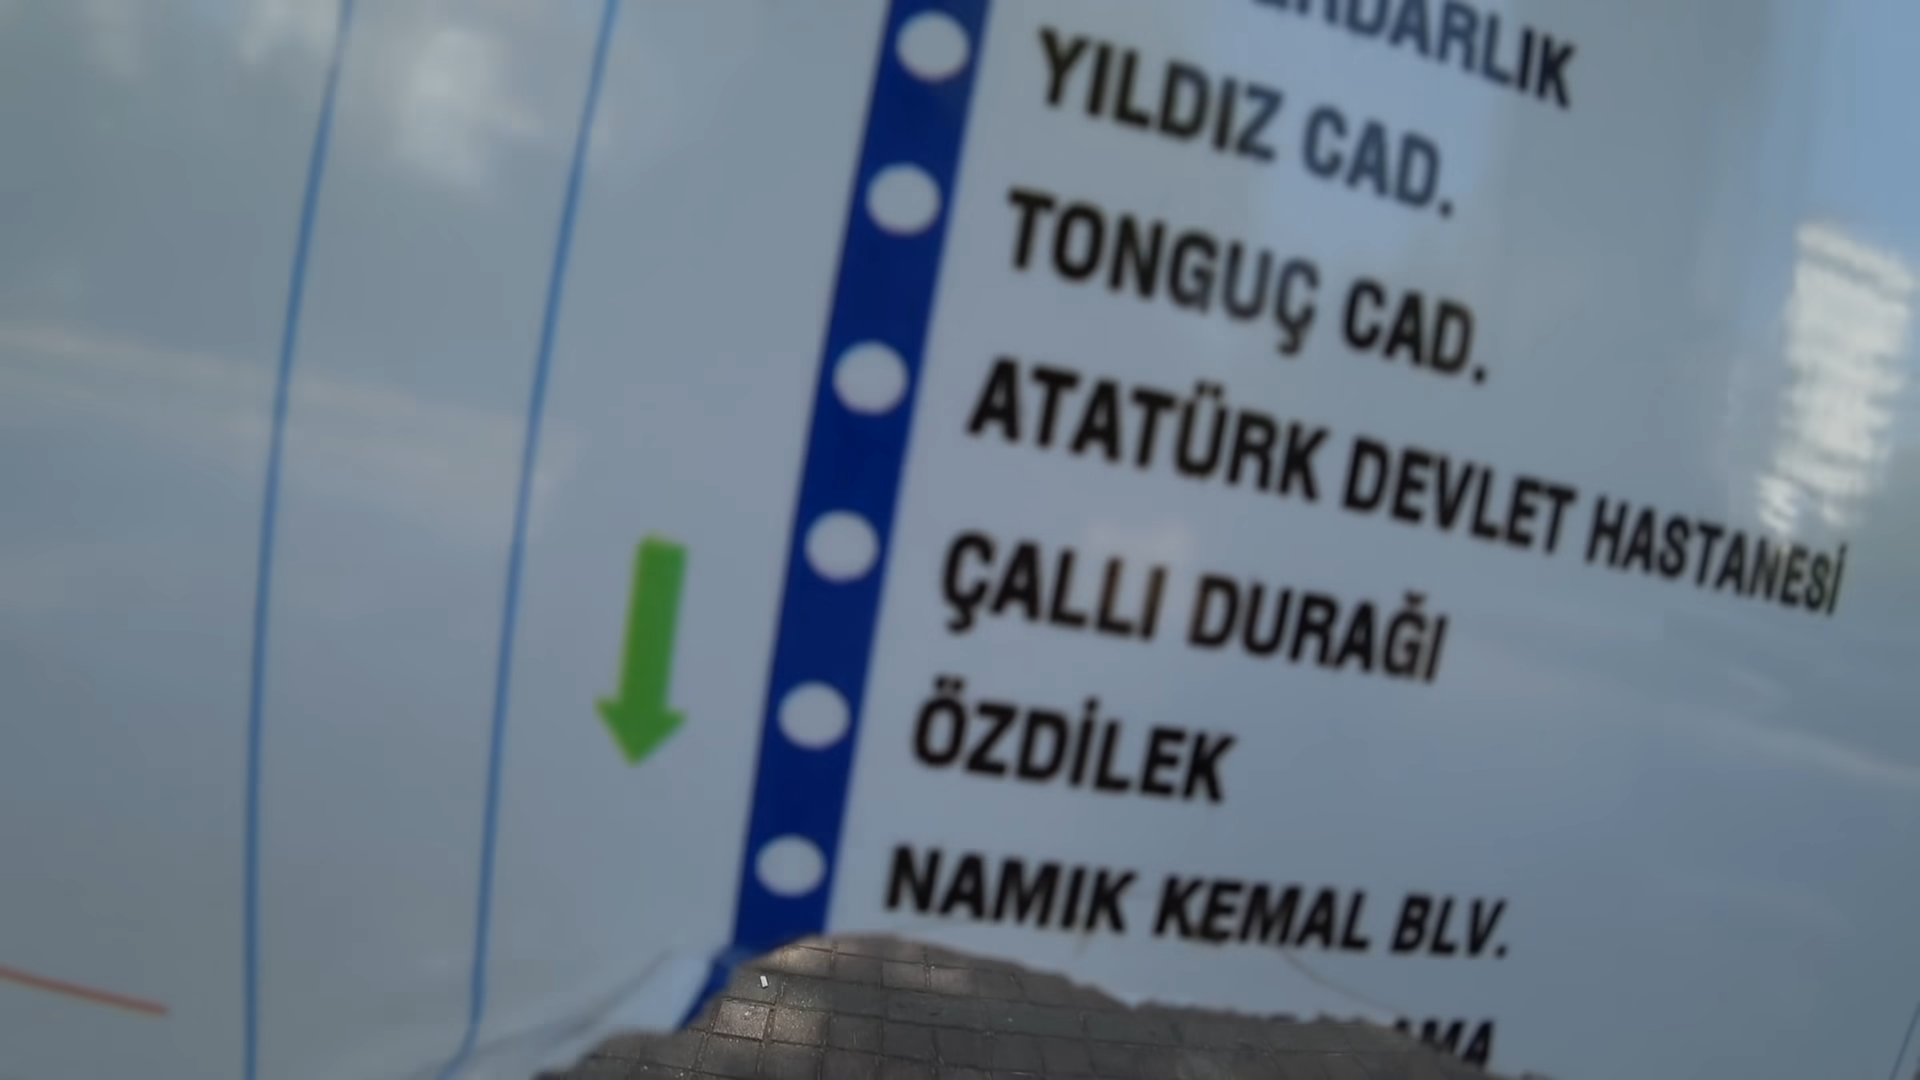 YILDIZ CAD.
TONGUÇ CAD.
ATATÜRK DEVLET HASTANESİ
ÇALLI DURAĞI
ÖZDİLEK
NAMIK KEMAL BLV.